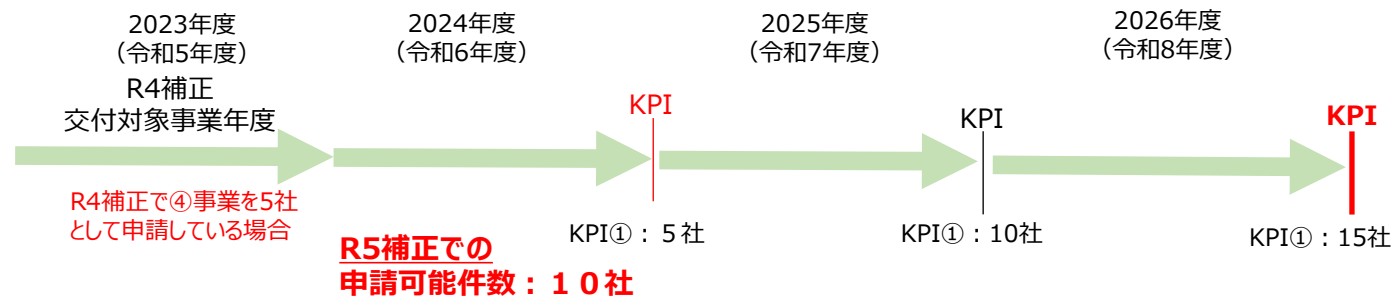 2023年度
（令和5年度）
2024年度
（令和6年度）
2025年度
（令和7年度）
2026年度
（令和8年度）
R4補正
交付対象事業年度
KPI
KPI
KPI
R4補正で④事業を5社
として申請している場合
KPI①：５社
KPI①：10社
KPI①：15社
R5補正での
申請可能件数：１０社